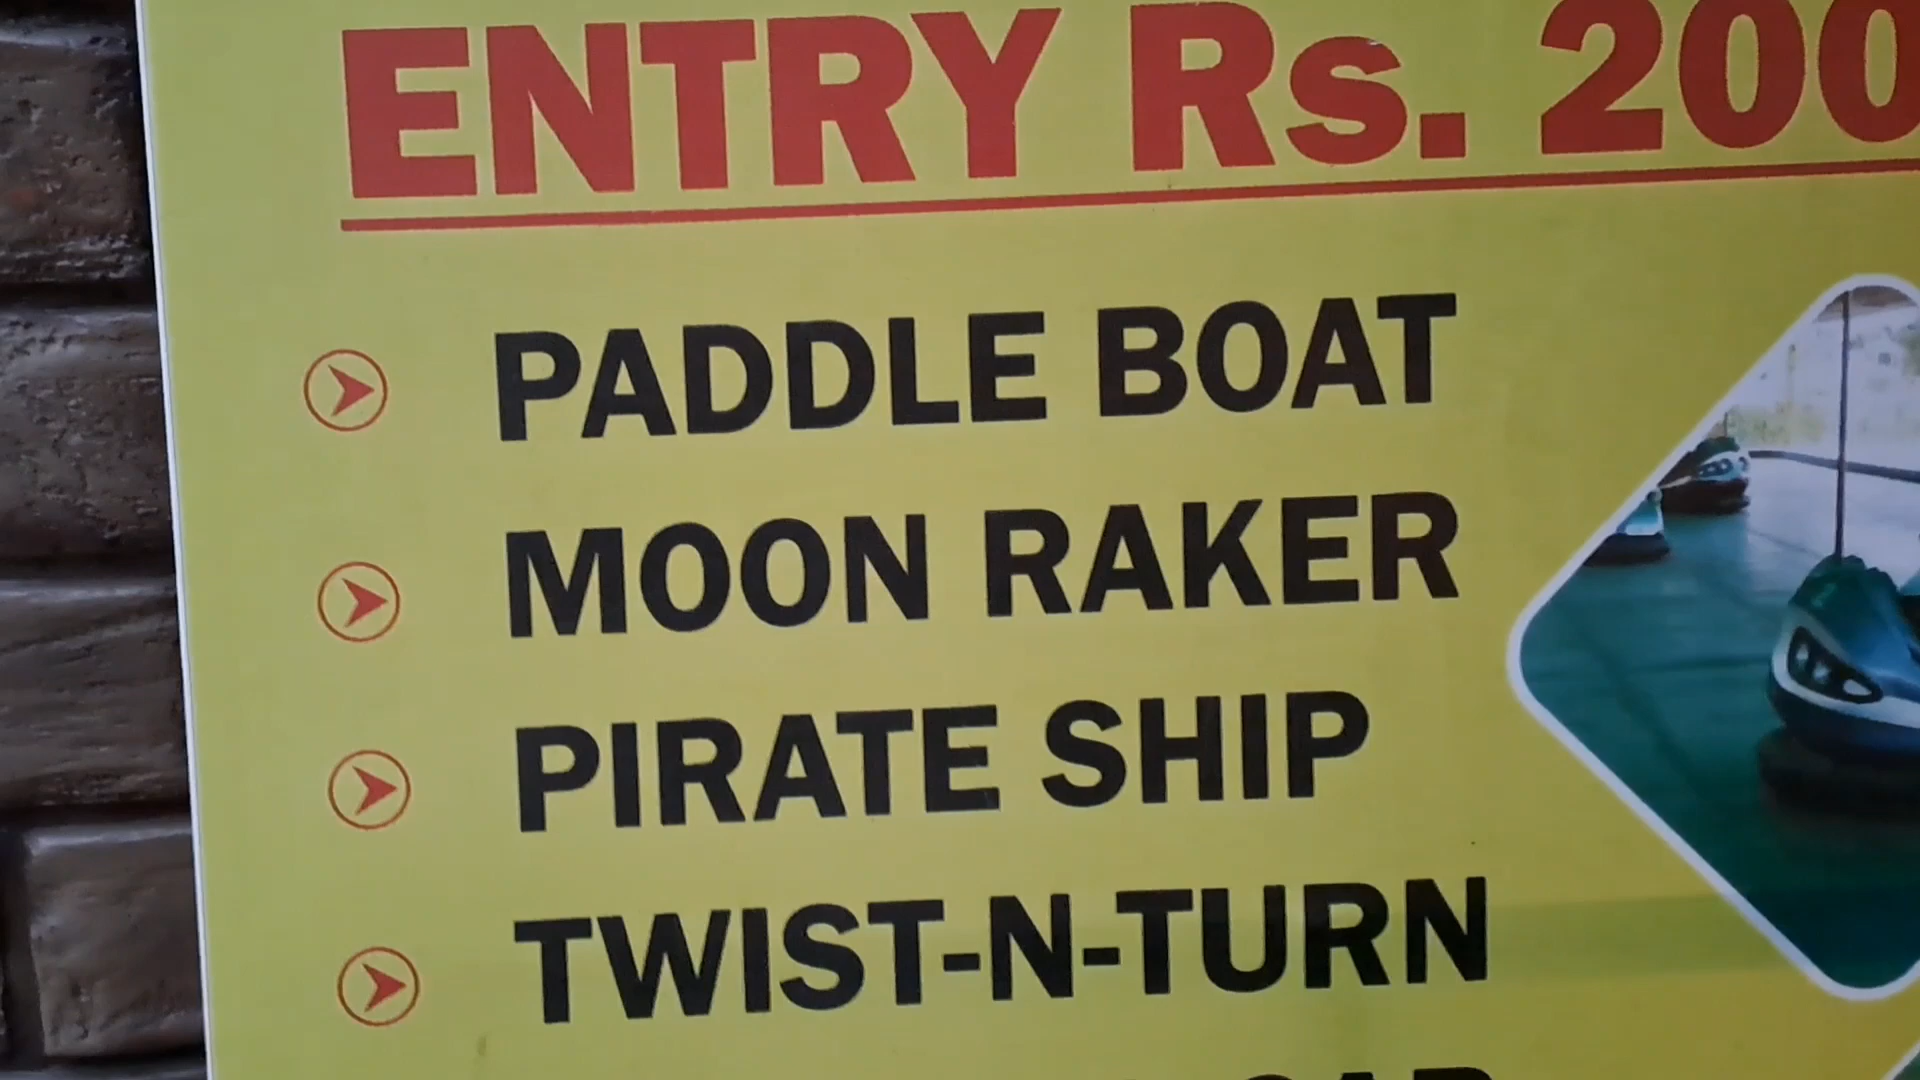 ENTRY Rs. 200
PADDLE BOAT
MOON RAKER
PIRATE SHIP
TWIST-N-TURN